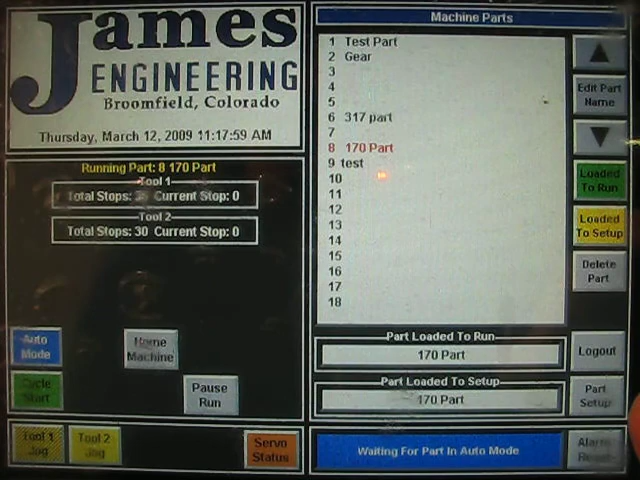 James
ENGINEERING
Broomfield, Colorado
Thursday, March 12, 2009 11:17:59 AM
Running Part: 8 170 Part
Tool 1
Total Stops: Current Stop: 0
Tool 2
Total Stops: 30 Current Stop: 0
Auto
Mode
Home
Machine
Cycle
Start
Pause
Run
Tool 1
Jog
Tool 2
Jog
Servo
Status
Machine Parts
1 Test Part
2 Gear
3
4
5
6 317 part
7
8 170 Part
9 test
10
11
12
13
14
15
16
17
18
Edit Part
Name
Loaded
To Run
Loaded
To Setup
Delete
Part
Part Loaded To Run
170 Part
Logout
Part Loaded To Setup
170 Part
Part
Setup
Waiting For Part In Auto Mode
Alarm
Reset